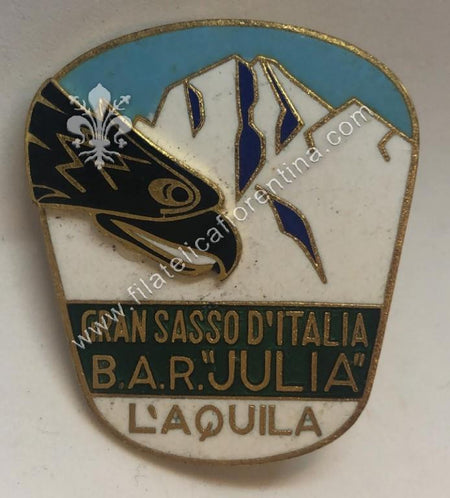 GRAN SASSO D'ITALIA
B.A.R. "JULIA"
L'AQUILA
www.filatelicafiorentina.com